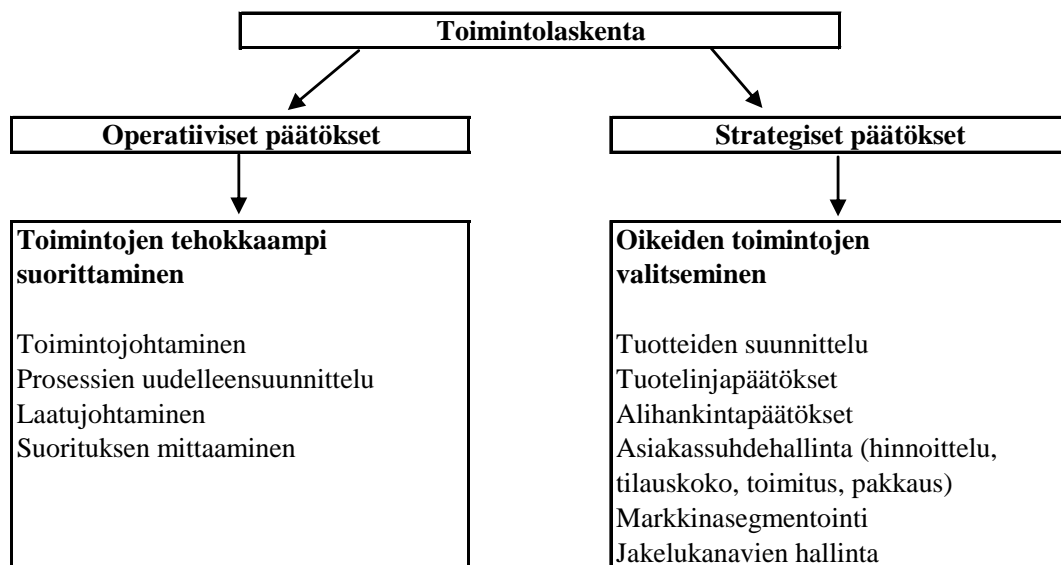 Toimintolaskenta
Operatiiviset päätökset
Strategiset päätökset
Toimintojen tehokkaampi
suorittaminen
Toimintojohtaminen
Prosessien uudelleensuunnittelu
Laatujohtaminen
Suorituksen mittaaminen
Oikeiden toimintojen
valitseminen
Tuotteiden suunnittelu
Tuotelinjapäätökset
Alihankintapäätökset
Asiakassuhdehallinta (hinnoittelu,
tilauskoko, toimitus, pakkaus)
Markkinasegmentointi
Jakelukanavien hallinta